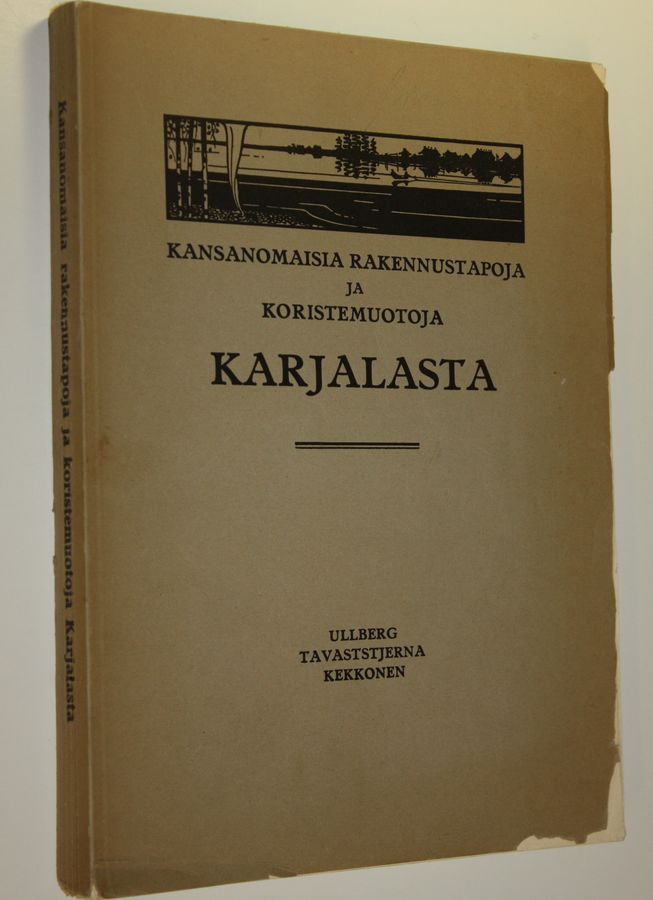 Kansanomaisia rakennustapoja ja koristemuotoja Karjalasta
KANSANOMAISIA RAKENNUSTAPOJA
JA
KORISTEMUOTOJA
KARJALASTA
ULLBERG
TAVASTSTJERNA
KEKKONEN